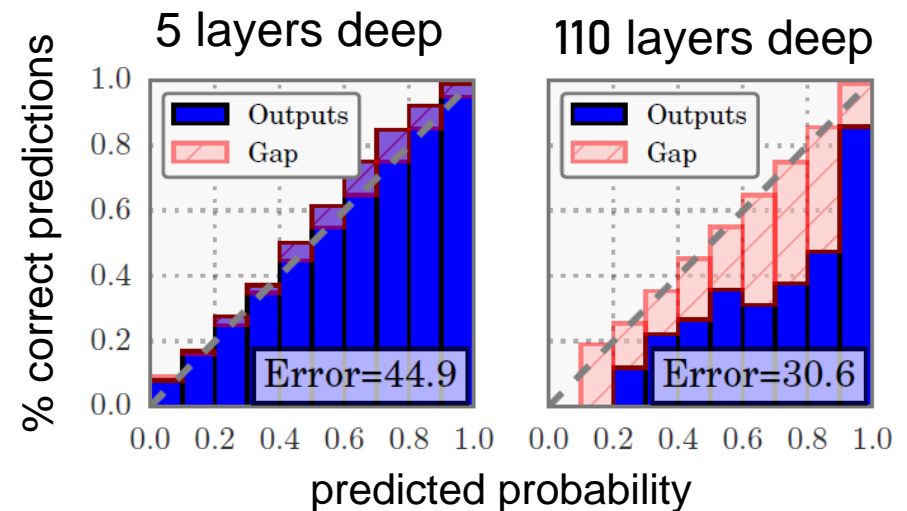 5 layers deep
110 layers deep
% correct predictions
1.0
0.8
0.6
0.4
0.2
0.0
Outputs
Gap
Error=44.9
0.0 0.2 0.4 0.6 0.8 1.0
Outputs
Gap
Error=30.6
0.0 0.2 0.4 0.6 0.8 1.0
predicted probability